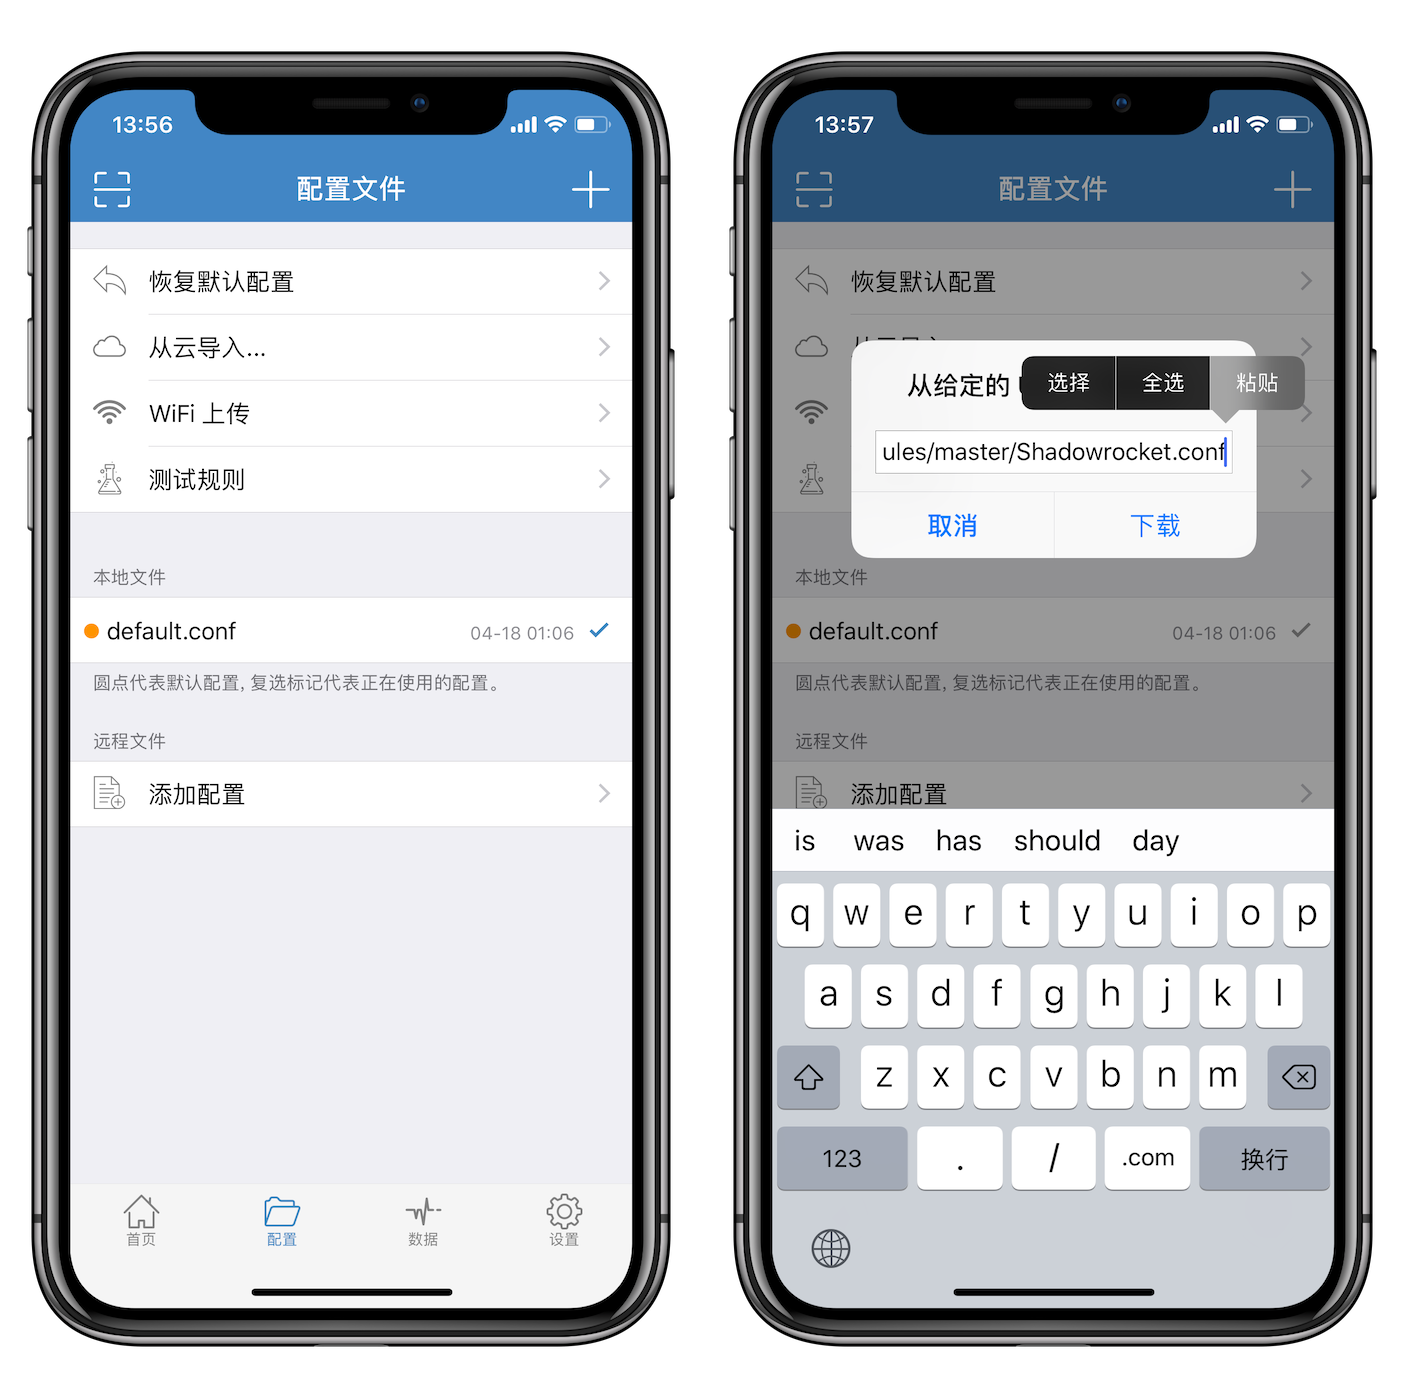 13:56
配置文件
恢复默认配置
从云导入...
WiFi 上传
测试规则
本地文件
default.conf
04-18 01:06
圆点代表默认配置, 复选标记代表正在使用的配置。
远程文件
添加配置
首页
配置
数据
设置
13:57
配置文件
恢复默认配置
从云导入
从给定的
选择
全选
粘贴
ules/master/Shadowrocket.conf
取消
下载
本地文件
default.conf
04-18 01:06
圆点代表默认配置, 复选标记代表正在使用的配置。
远程文件
添加配置
is was has should day
q w e r t y u i o p
a s d f g h j k l
z x c v b n m
123 . / .com 换行